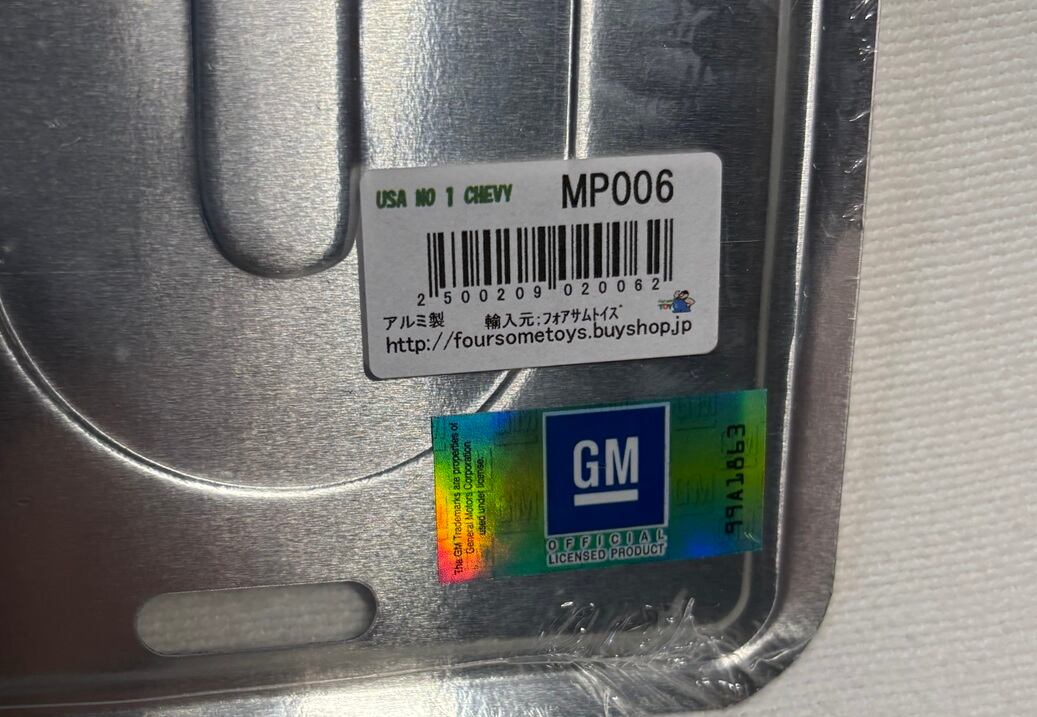 USA NO 1 CHEVY MP006
2 500209 020062
アルミ製 輸入元;フォアサムトイズ
http://foursometoys.buyshop.jp
The GM Trademarks are properties of
General Motors Corporation
used under license.
GM
OFFICIAL
LICENSED PRODUCT
99A1863